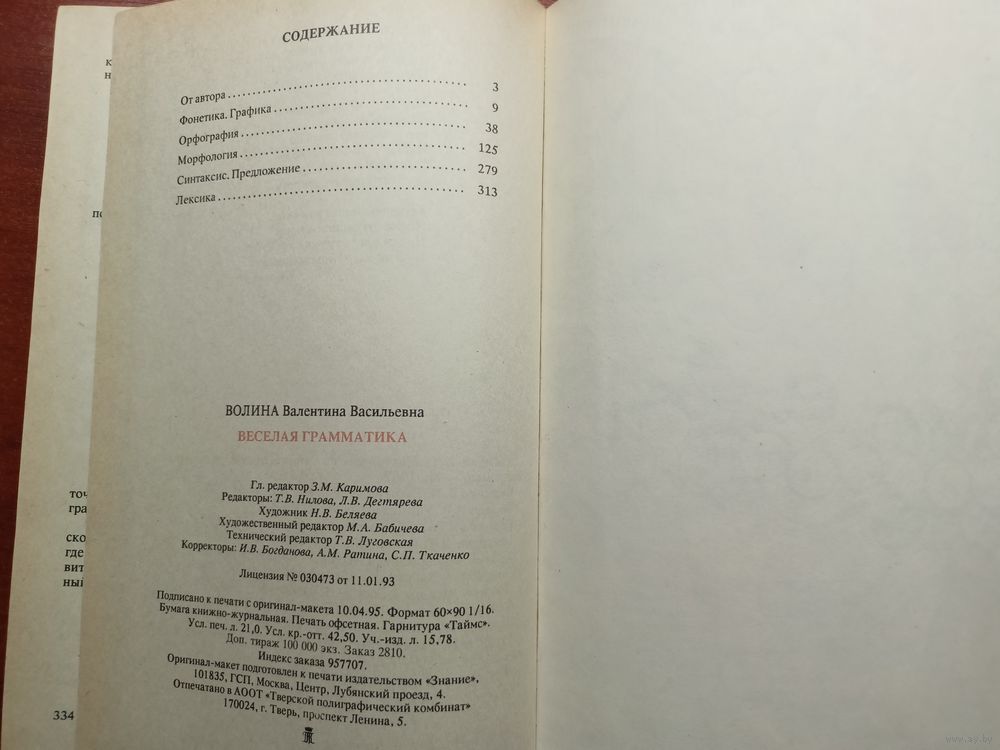 СОДЕРЖАНИЕ
От автора 3
Фонетика. Графика 9
Орфография 38
Морфология 125
Синтаксис. Предложение 279
Лексика 313
ВОЛИНА Валентина Васильевна
ВЕСЕЛАЯ ГРАММАТИКА
Гл. редактор З.М. Каримова
Редакторы: Т.В. Нилова, Л.В. Дегтярева
Художник Н.В. Беляева
Художественный редактор М.А. Бабичева
Технический редактор Т.В. Луговская
Корректоры: И.В. Богданова, А.М. Ратина, С.П. Ткаченко
Лицензия № 030473 от 11.01.93
Подписано к печати с оригинал-макета 10.04.95. Формат 60×90 1/16.
Бумага книжно-журнальная. Печать офсетная. Гарнитура «Таймс».
Усл. печ. л. 21,0. Усл. кр.-отт. 42,50. Уч.-изд. л. 15,78.
Доп. тираж 100 000 экз. Заказ 2810.
Индекс заказа 957707.
Оригинал-макет подготовлен к печати издательством «Знание»,
101835, ГСП, Москва, Центр, Лубянский проезд, 4.
Отпечатано в АООТ «Тверской полиграфический комбинат»
170024, г. Тверь, проспект Ленина, 5.
334
www.ay.by